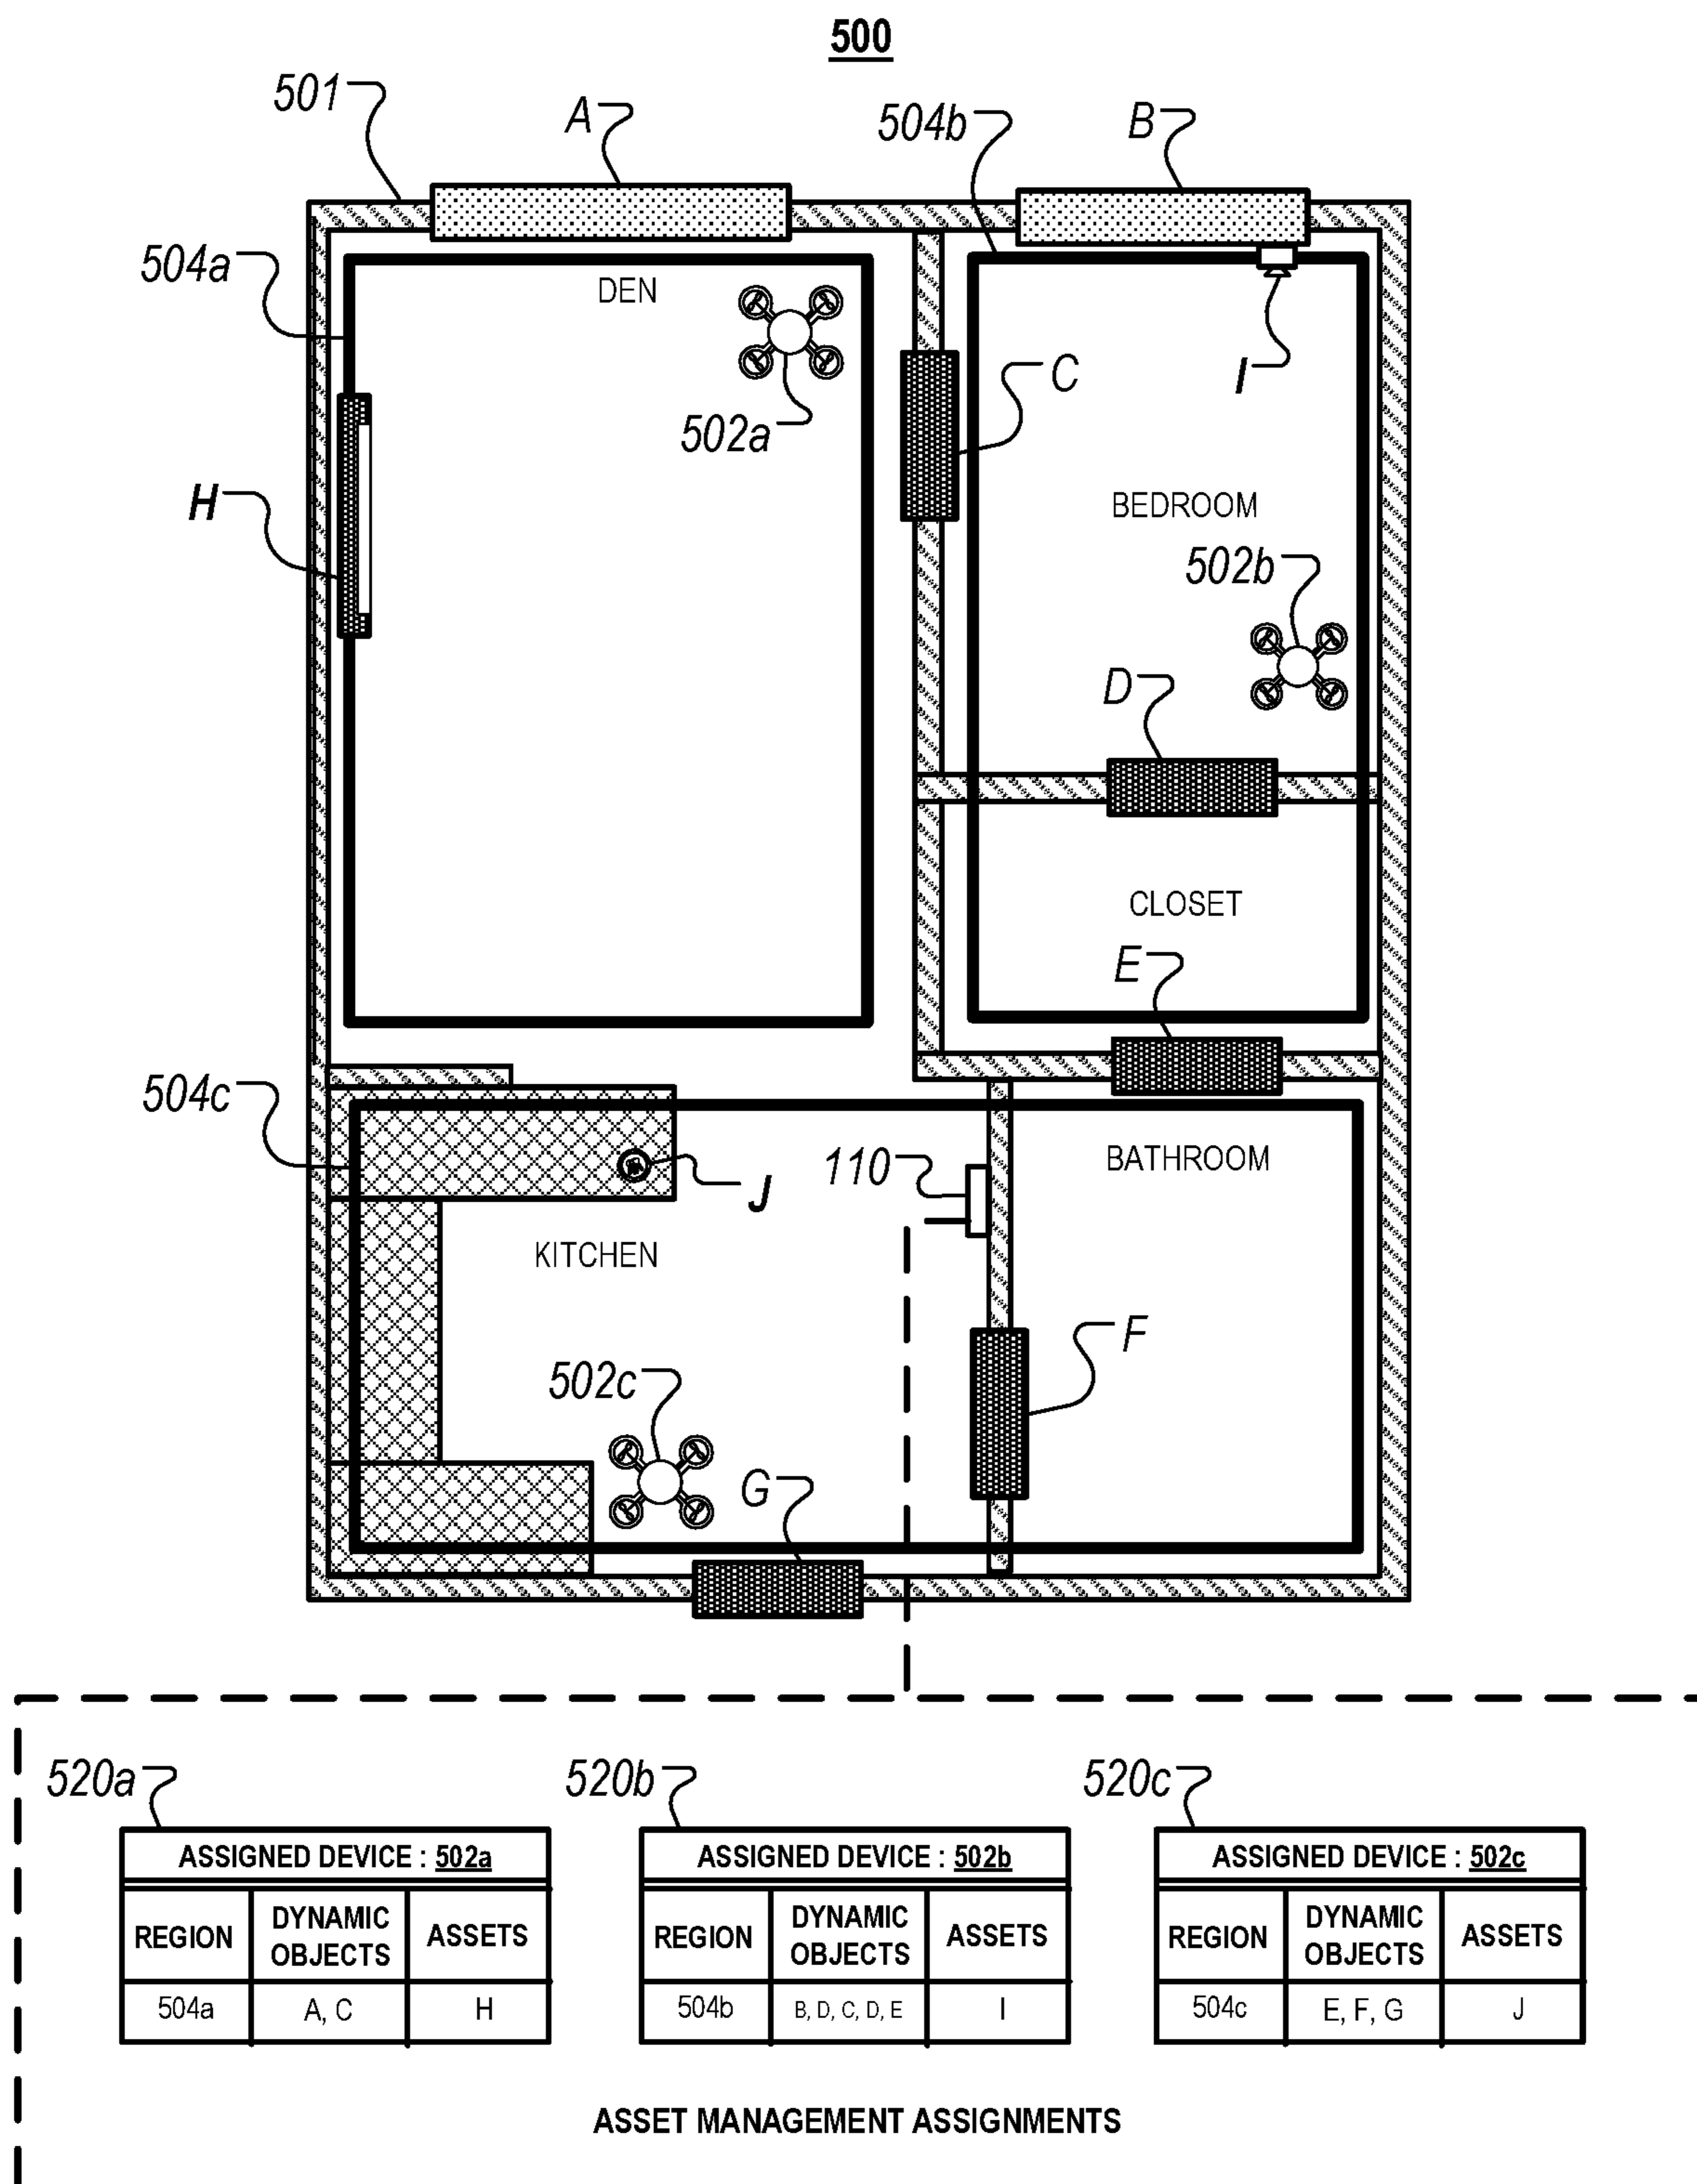 500
501
A
504b
B
504a
DEN
502a
C
I
H
BEDROOM
502b
D
CLOSET
E
504c
J
110
BATHROOM
KITCHEN
F
502c
G
520a
520b
520c
ASSIGNED DEVICE : 502a
REGION DYNAMIC OBJECTS ASSETS
504a A, C H
ASSIGNED DEVICE : 502b
REGION DYNAMIC OBJECTS ASSETS
504b B, D, C, D, E I
ASSIGNED DEVICE : 502c
REGION DYNAMIC OBJECTS ASSETS
504c E, F, G J
ASSET MANAGEMENT ASSIGNMENTS